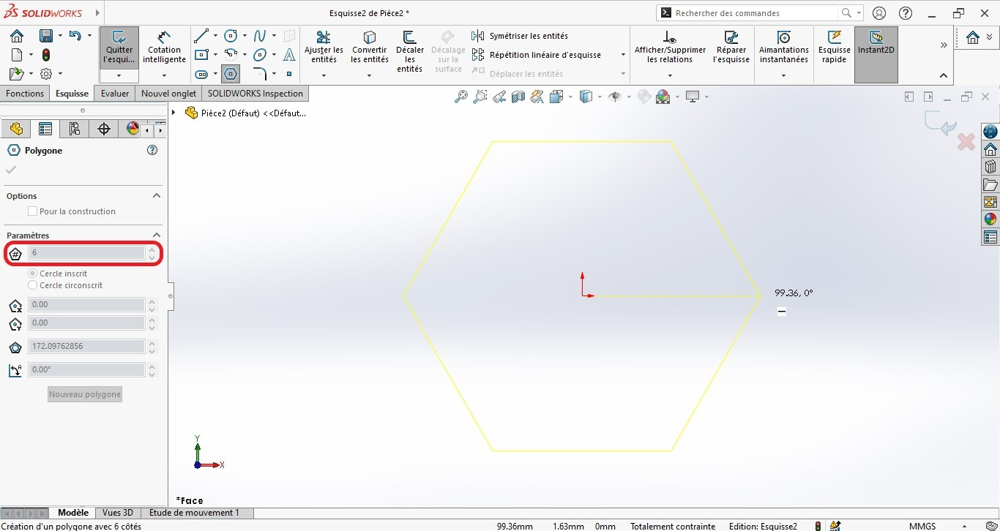 SOLIDWORKS
Esquisse2 de Pièce2 *
Rechercher des commandes
Quitter l'esqui...
Cotation intelligente
Ajuster les entités
Convertir les entités
Décaler les entités
Décalage sur la surface
Symétriser les entités
Répétition linéaire d'esquisse
Déplacer les entités
Afficher/Supprimer les relations
Réparer l'esquisse
Aimantations instantanées
Esquisse rapide
Instant2D
Fonctions
Esquisse
Evaluer
Nouvel onglet
SOLIDWORKS Inspection
Pièce2 (Défaut) <<Défaut...
Polygone
Options
Pour la construction
Paramètres
6
Cercle inscrit
Cercle circonscrit
0.00
0.00
172.09762856
0.00°
Nouveau polygone
99.36, 0°
Y
X
*Face
Modèle
Vues 3D
Etude de mouvement 1
Création d'un polygone avec 6 côtés
99.36mm
1.63mm
0mm
Totalement contrainte
Edition: Esquisse2
MMGS